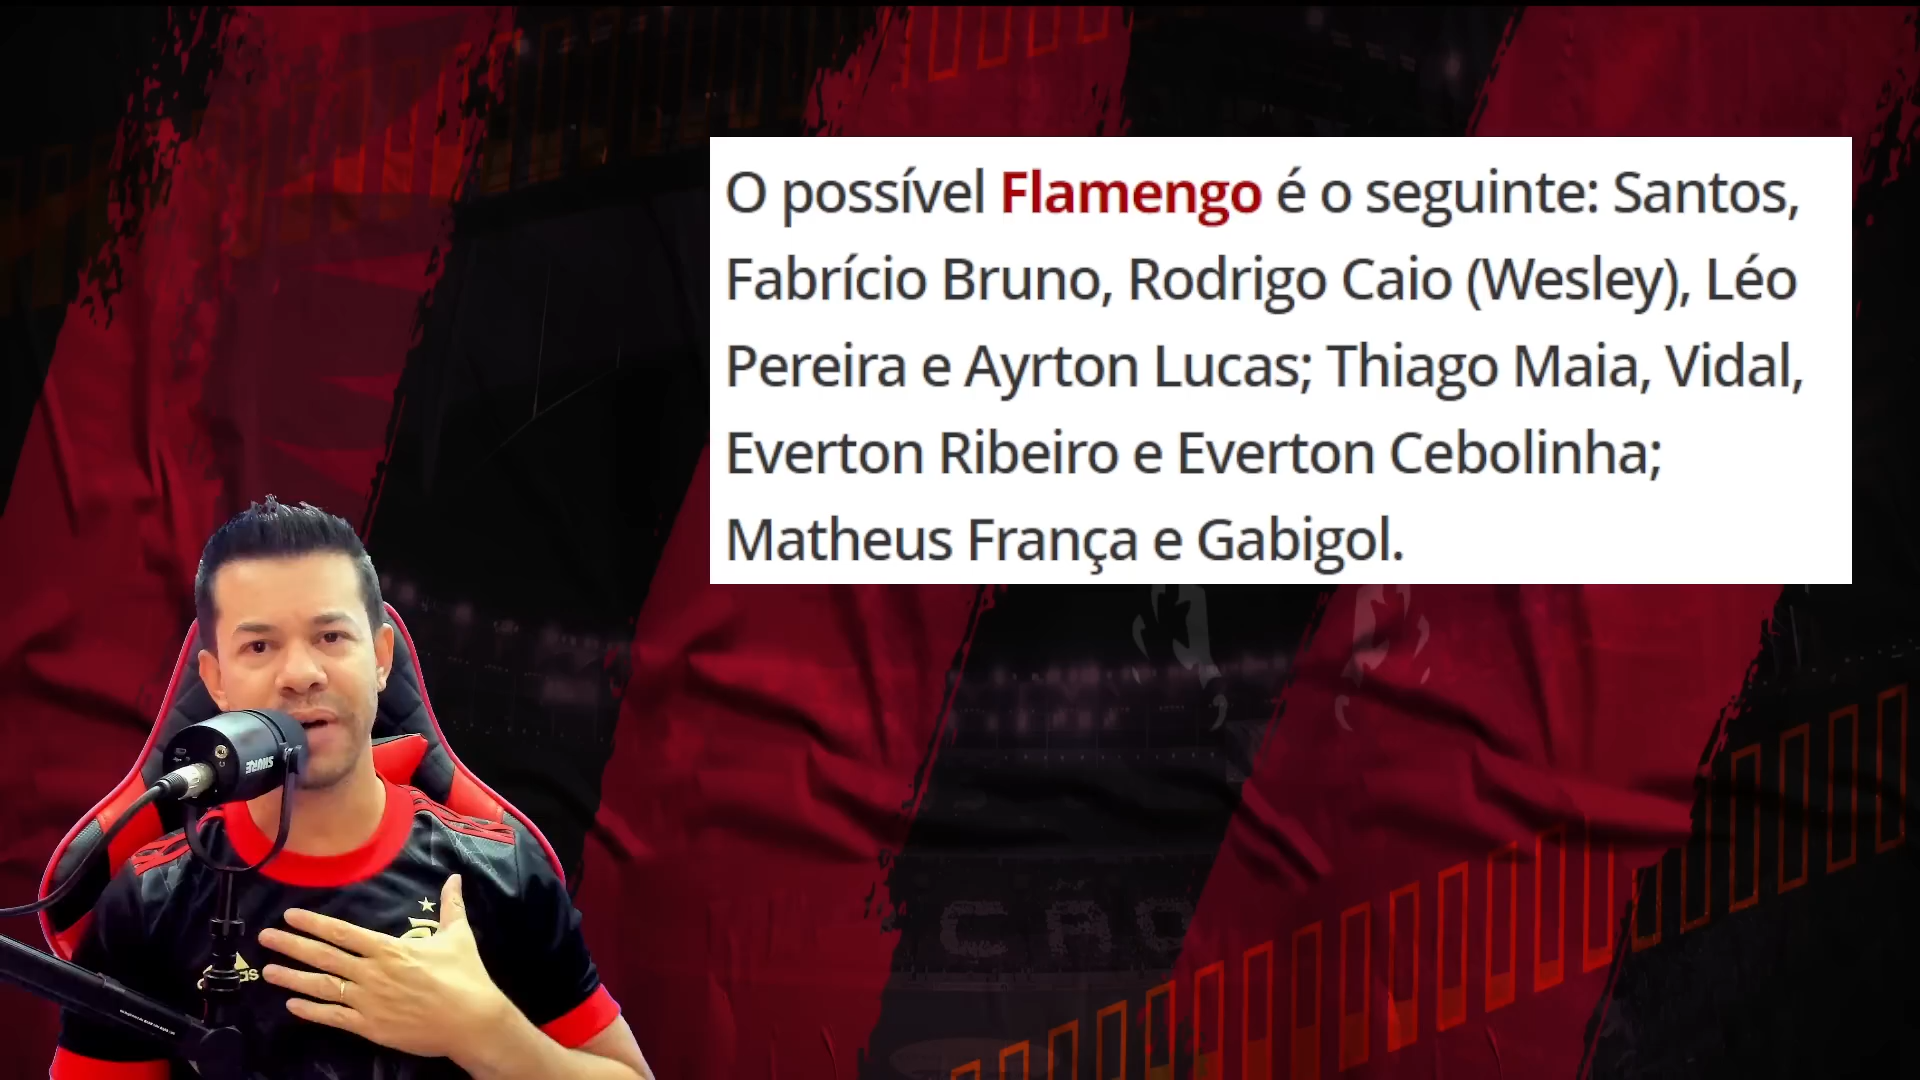 O possível Flamengo é o seguinte: Santos,
Fabrício Bruno, Rodrigo Caio (Wesley), Léo
Pereira e Ayrton Lucas; Thiago Maia, Vidal,
Everton Ribeiro e Everton Cebolinha;
Matheus França e Gabigol.
SHURE